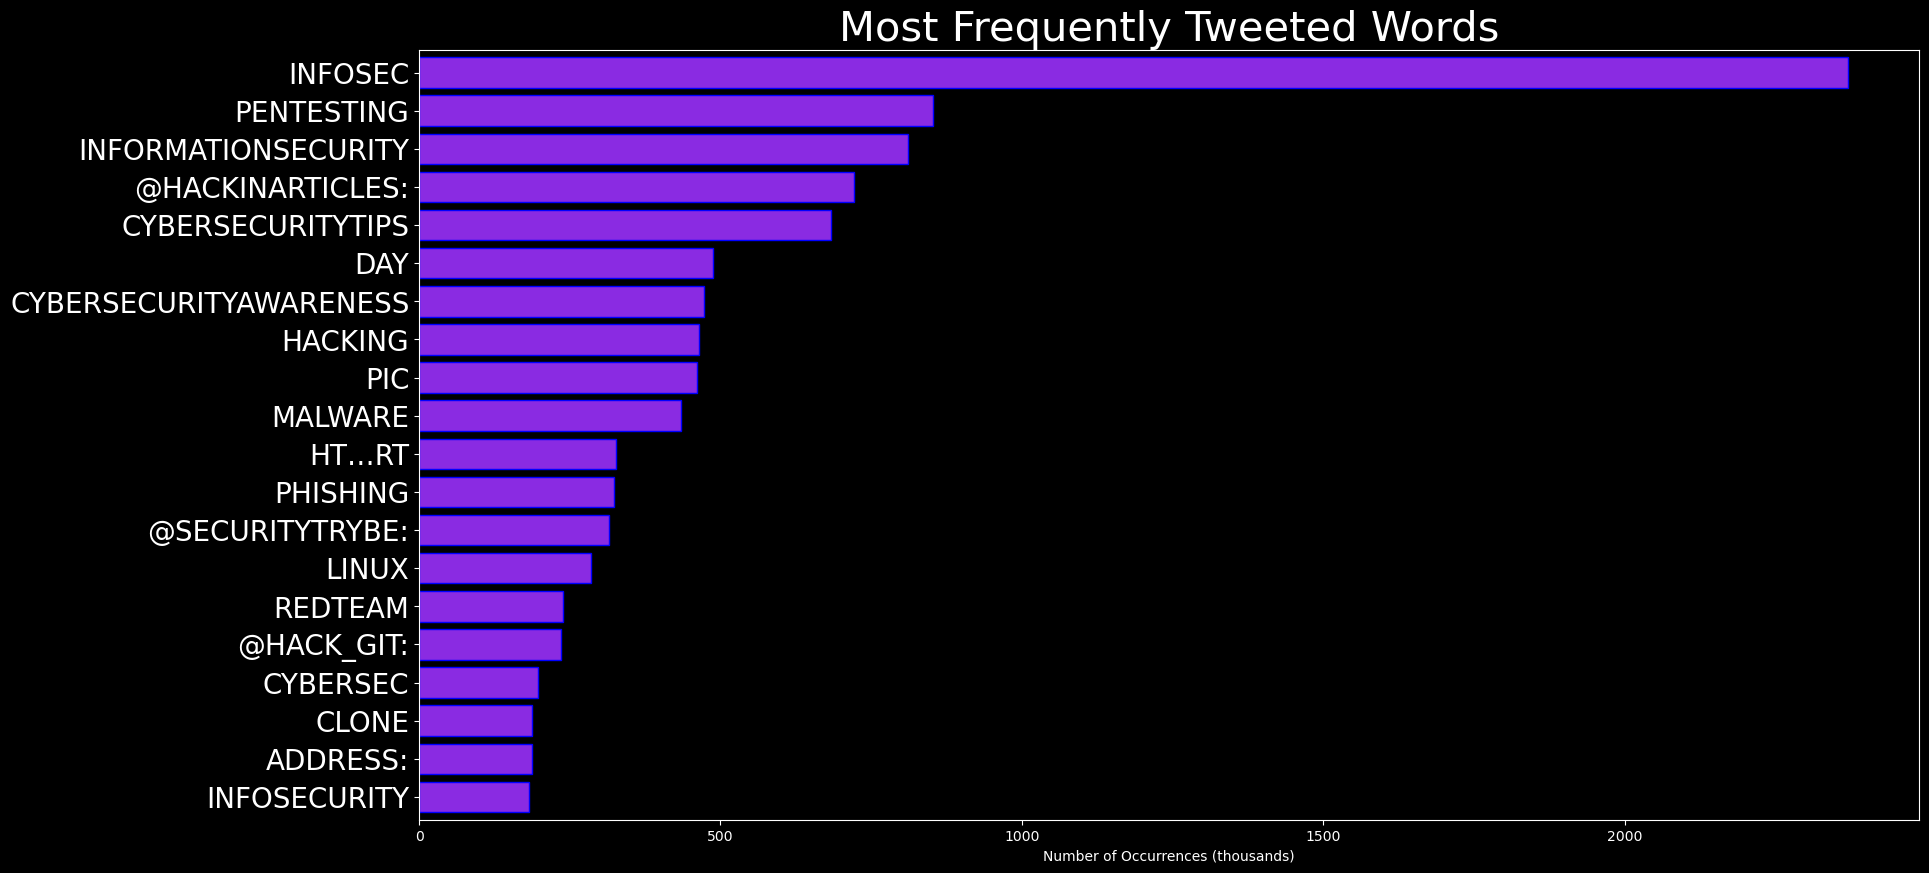 Most Frequently Tweeted Words
INFOSEC
PENTESTING
INFORMATIONSECURITY
@HACKINARTICLES:
CYBERSECURITYTIPS
DAY
CYBERSECURITYAWARENESS
HACKING
PIC
MALWARE
HT…RT
PHISHING
@SECURITYTRYBE:
LINUX
REDTEAM
@HACK_GIT:
CYBERSEC
CLONE
ADDRESS:
INFOSECURITY
0 500 1000 1500 2000
Number of Occurrences (thousands)